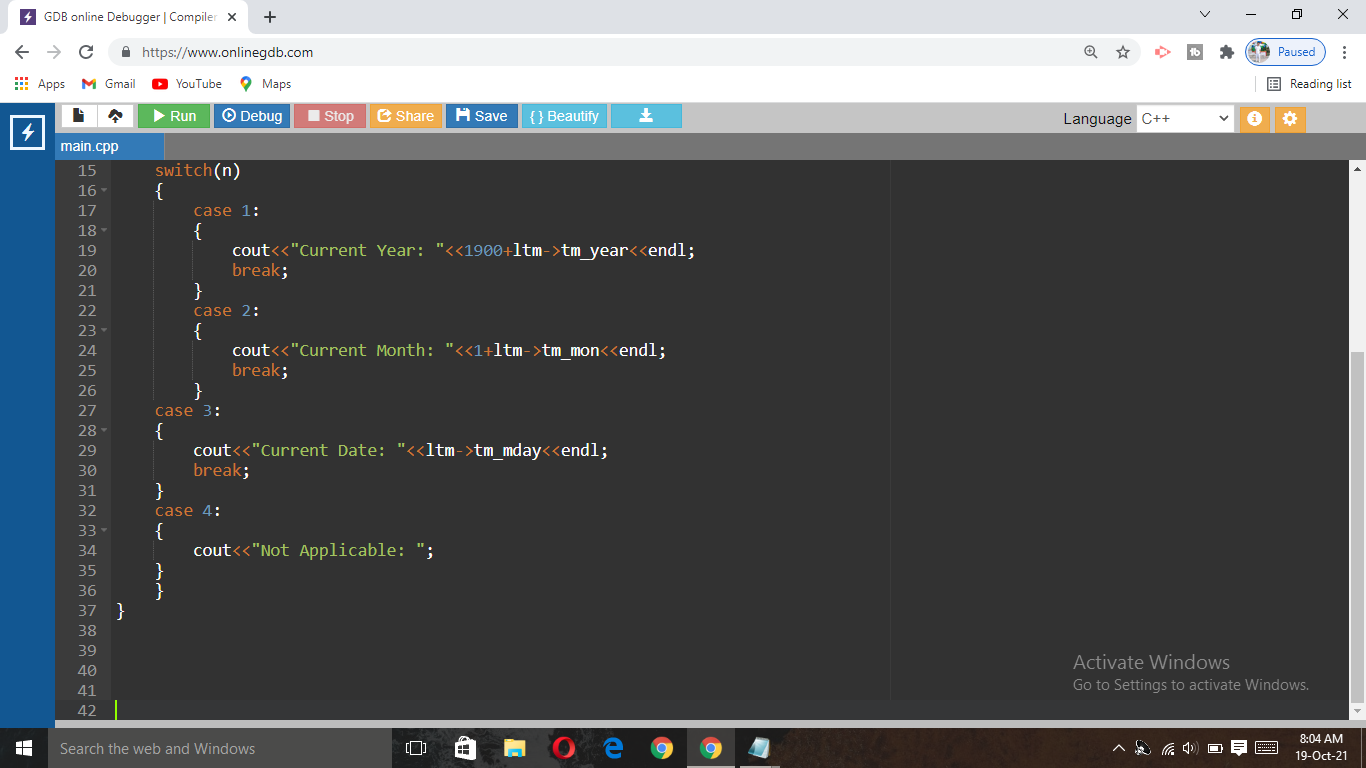 GDB online Debugger | Compiler
https://www.onlinegdb.com
Paused
Apps Gmail YouTube Maps Reading list
Run Debug Stop Share Save { } Beautify Language C++
main.cpp
15 switch(n)
16 {
17 case 1:
18 {
19 cout<<"Current Year: "<<1900+ltm->tm_year<<endl;
20 break;
21 }
22 case 2:
23 {
24 cout<<"Current Month: "<<1+ltm->tm_mon<<endl;
25 break;
26 }
27 case 3:
28 {
29 cout<<"Current Date: "<<ltm->tm_mday<<endl;
30 break;
31 }
32 case 4:
33 {
34 cout<<"Not Applicable: ";
35 }
36 }
37 }
38
39
40
41
42
Activate Windows
Go to Settings to activate Windows.
Search the web and Windows
8:04 AM
19-Oct-21